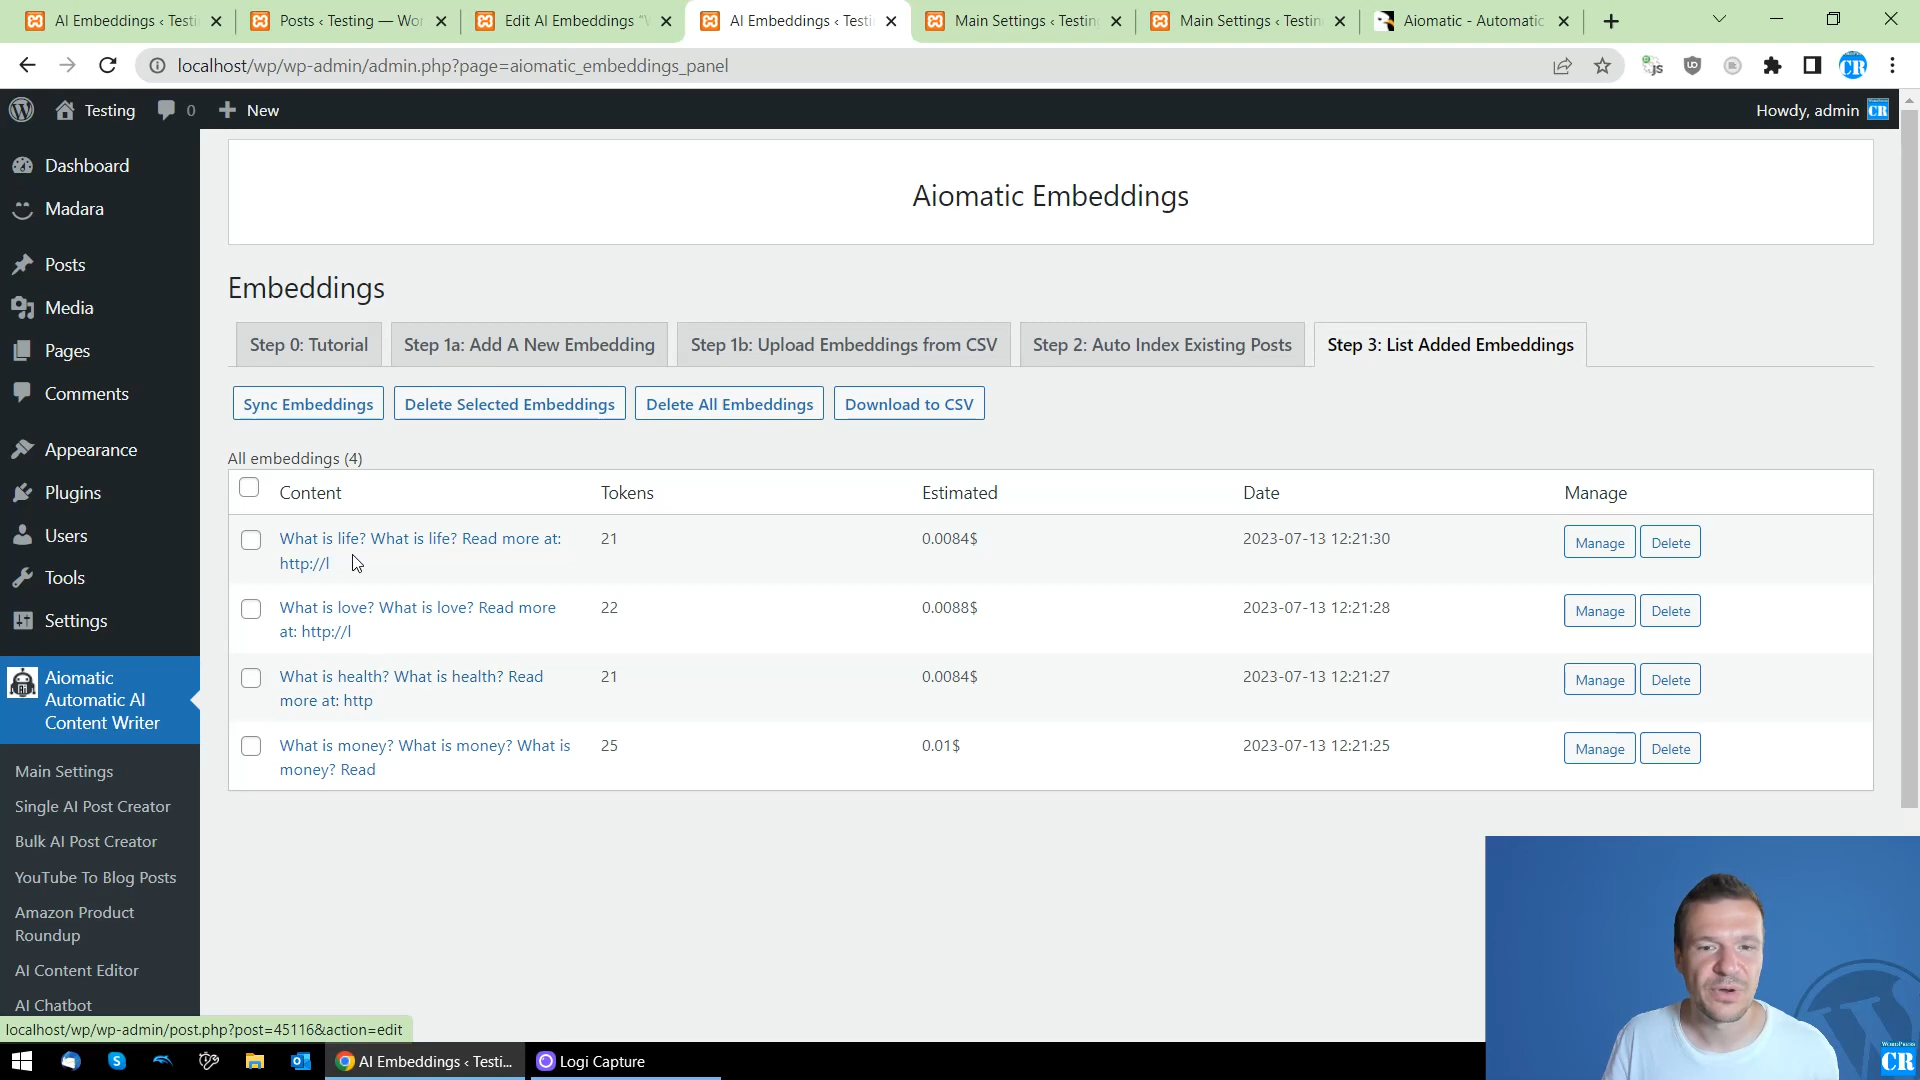 AI Embeddings ‹ Testi
Posts ‹ Testing — Wor
Edit AI Embeddings "
AI Embeddings ‹ Testi
Main Settings ‹ Testing
Main Settings ‹ Testin
Aiomatic - Automatic
localhost/wp/wp-admin/admin.php?page=aiomatic_embeddings_panel
Testing
0
New
Howdy, admin
CR
Dashboard
Madara
Posts
Media
Pages
Comments
Appearance
Plugins
Users
Tools
Settings
Aiomatic
Automatic AI
Content Writer
Main Settings
Single AI Post Creator
Bulk AI Post Creator
YouTube To Blog Posts
Amazon Product
Roundup
AI Content Editor
AI Chatbot
Aiomatic Embeddings
Embeddings
Step 0: Tutorial
Step 1a: Add A New Embedding
Step 1b: Upload Embeddings from CSV
Step 2: Auto Index Existing Posts
Step 3: List Added Embeddings
Sync Embeddings
Delete Selected Embeddings
Delete All Embeddings
Download to CSV
All embeddings (4)
Content Tokens Estimated Date Manage
What is life? What is life? Read more at: 21 0.0084$ 2023-07-13 12:21:30 Manage Delete
http://l
What is love? What is love? Read more 22 0.0088$ 2023-07-13 12:21:28 Manage Delete
at: http://l
What is health? What is health? Read 21 0.0084$ 2023-07-13 12:21:27 Manage Delete
more at: http
What is money? What is money? What is 25 0.01$ 2023-07-13 12:21:25 Manage Delete
money? Read
localhost/wp/wp-admin/post.php?post=45116&action=edit
AI Embeddings ‹ Testi...
Logi Capture
WORDPRESS
CR